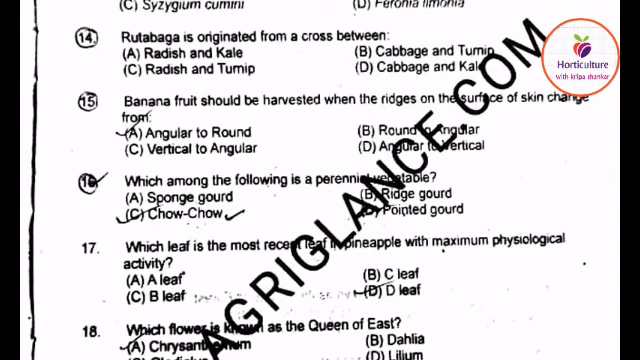 (C) Syzygium cumini (D) Feronia limonia
14. Rutabaga is originated from a cross between:
(A) Radish and Kale (B) Cabbage and Turnip
(C) Radish and Turnip (D) Cabbage and Kale
15 Banana fruit should be harvested when the ridges on the surface of skin change
from:
(A) Angular to Round (B) Round to Angular
(C) Vertical to Angular (D) Angular to Vertical
16. Which among the following is a perennial vegetable?
(A) Sponge gourd (B) Ridge gourd
(C) Chow-Chow (D) Pointed gourd
17. Which leaf is the most recent leaf in pineapple with maximum physiological
activity?
(A) A leaf (B) C leaf
(C) B leaf (D) D leaf
18. Which flower is known as the Queen of East?
(A) Chrysanthemum (B) Dahlia
(C) Gladiolus (D) Lilium
AGRIGLANCE.COM
Horticulture
with kripa shankar